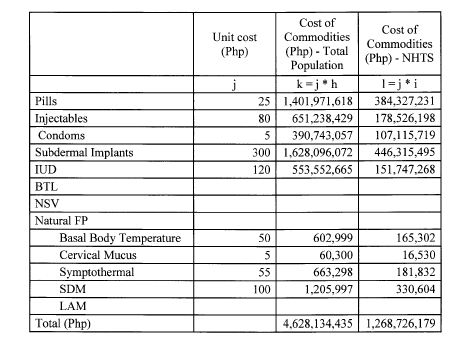 Unit cost (Php) | Cost of Commodities (Php) - Total Population | Cost of Commodities (Php) - NHTS
j | k = j * h | l = j * i
Pills | 25 | 1,401,971,618 | 384,327,231
Injectables | 80 | 651,238,429 | 178,526,198
Condoms | 5 | 390,743,057 | 107,115,719
Subdermal Implants | 300 | 1,628,096,072 | 446,315,495
IUD | 120 | 553,552,665 | 151,747,268
BTL
NSV
Natural FP
Basal Body Temperature | 50 | 602,999 | 165,302
Cervical Mucus | 5 | 60,300 | 16,530
Symptothermal | 55 | 663,298 | 181,832
SDM | 100 | 1,205,997 | 330,604
LAM
Total (Php) | 4,628,134,435 | 1,268,726,179